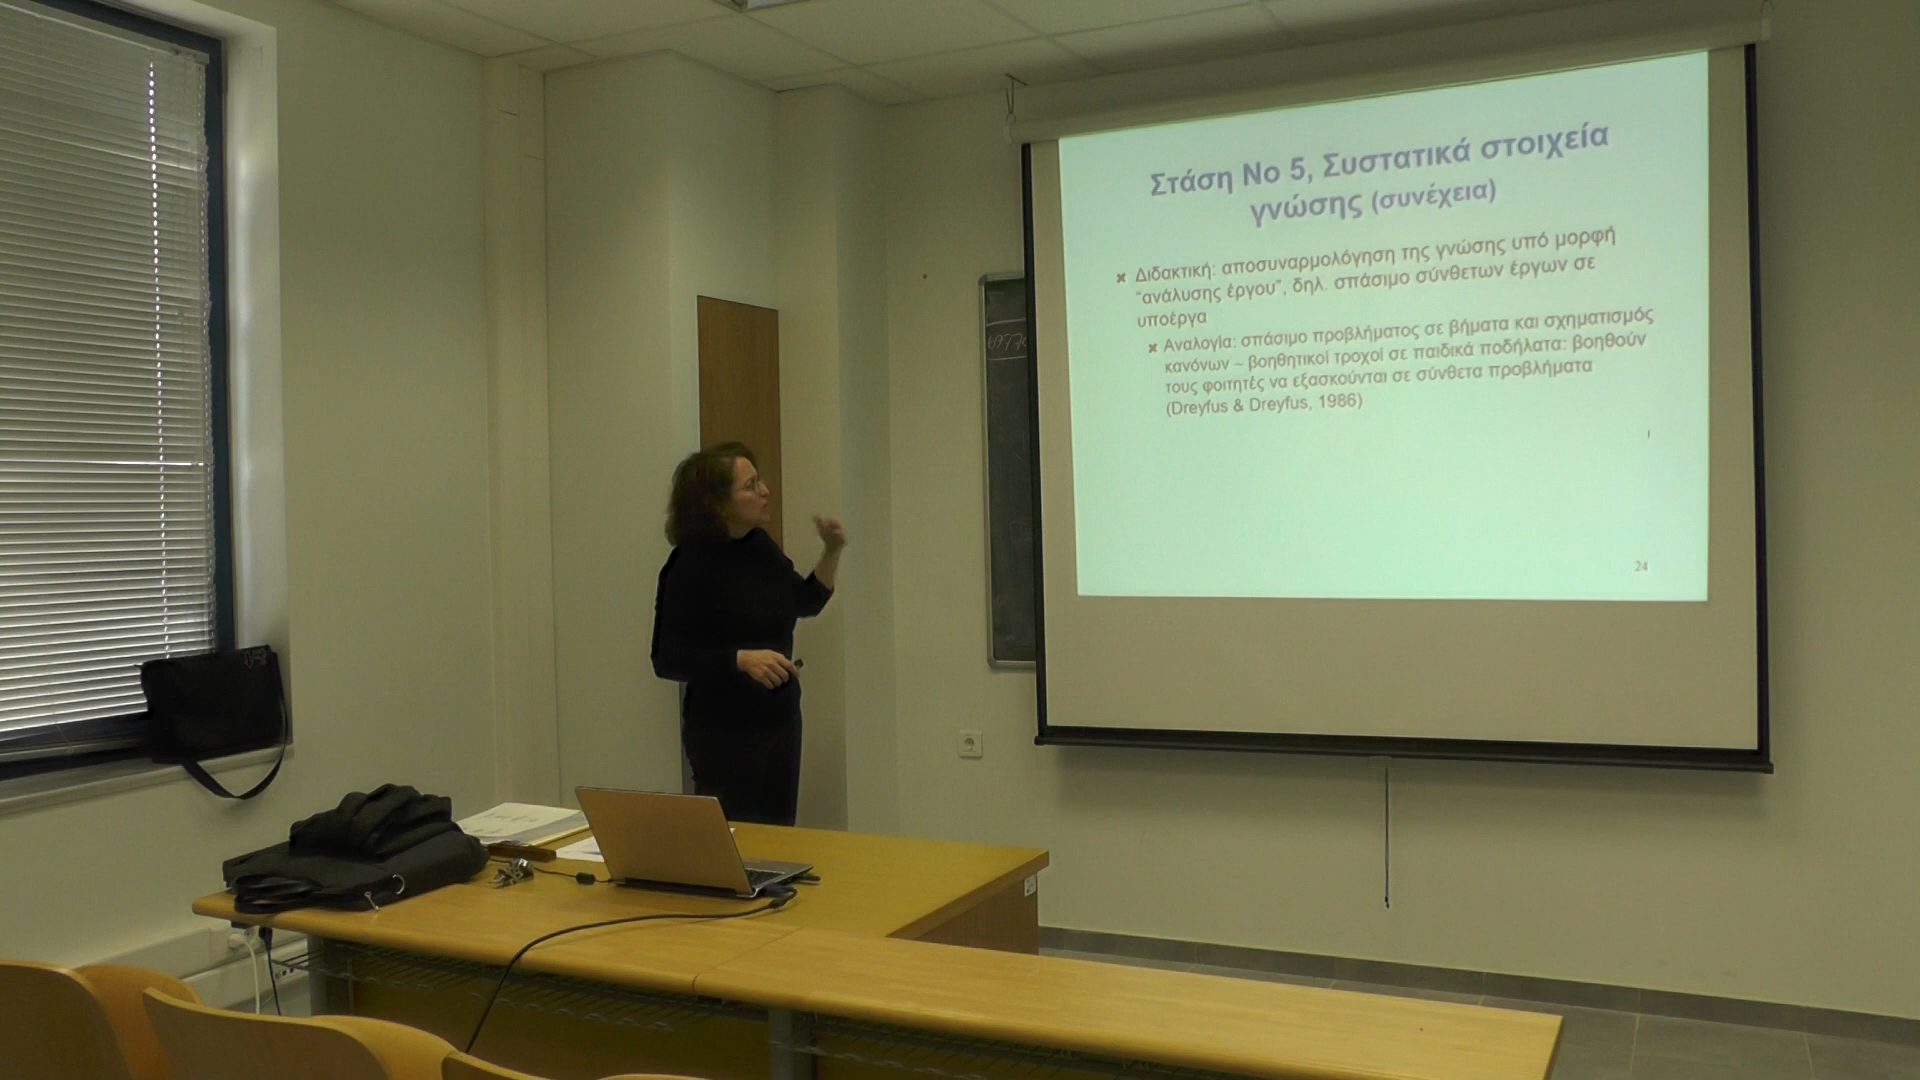 Στάση Νο 5, Συστατικά στοιχεία
γνώσης (συνέχεια)
Διδακτική: αποσυναρμολόγηση της γνώσης υπό μορφή
“ανάλυσης έργου”, δηλ. σπάσιμο σύνθετων έργων σε
υποέργα
Αναλογία: σπάσιμο προβλήματος σε βήματα και σχηματισμός
κανόνων – βοηθητικοί τροχοί σε παιδικά ποδήλατα: βοηθούν
τους φοιτητές να εξασκούνται σε σύνθετα προβλήματα
(Dreyfus & Dreyfus, 1986)
24